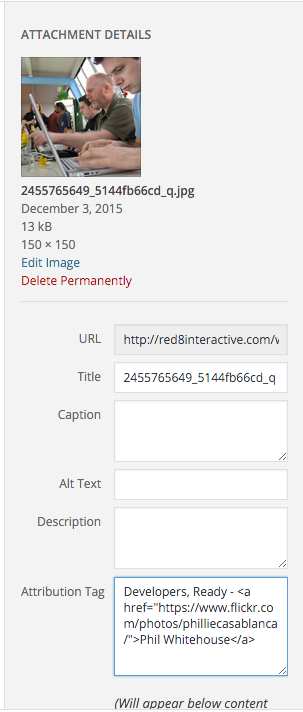 ATTACHMENT DETAILS
2455765649_5144fb66cd_q.jpg
December 3, 2015
13 kB
150 × 150
Edit Image
Delete Permanently
URL http://red8interactive.com/w
Title 2455765649_5144fb66cd_q
Caption
Alt Text
Description
Attribution Tag
Developers, Ready - <a
href="https://www.flickr.co
m/photos/philliecasablanca
/">Phil Whitehouse</a>
(Will appear below content